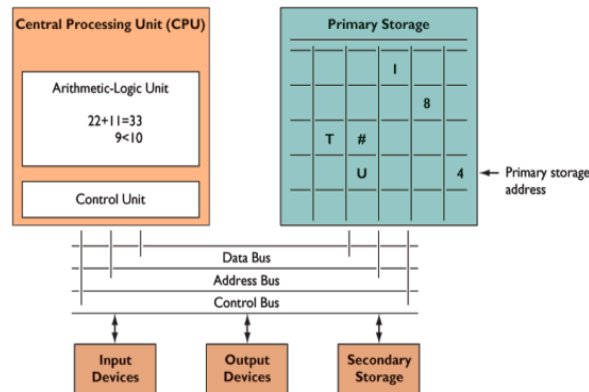 Central Processing Unit (CPU)
Arithmetic-Logic Unit
22+11=33
9<10
Control Unit
Primary Storage
I
8
T #
U 4
Primary storage
address
Data Bus
Address Bus
Control Bus
Input
Devices
Output
Devices
Secondary
Storage